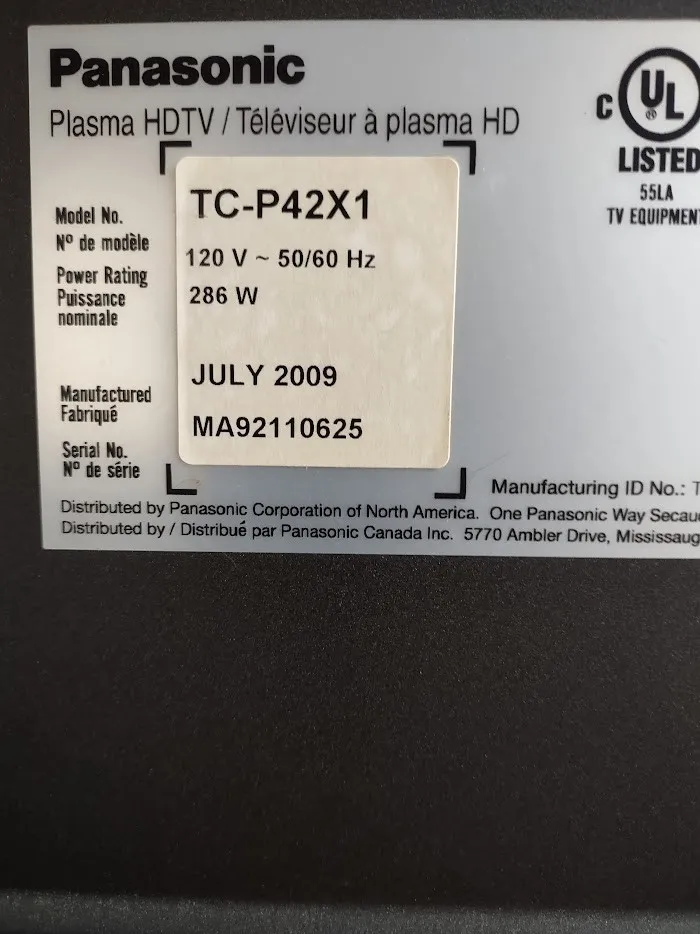 Panasonic
Plasma HDTV / Téléviseur à plasma HD
C UL ®
LISTED
55LA
TV EQUIPMENT
Model No.
Nº de modèle
TC-P42X1
Power Rating
Puissance
nominale
120 V ~ 50/60 Hz
286 W
Manufactured
Fabriqué
JULY 2009
Serial No.
Nº de série
MA92110625
Manufacturing ID No.:
Distributed by Panasonic Corporation of North America. One Panasonic Way
Distributed by / Distribué par Panasonic Canada Inc. 5770 Ambler Drive,